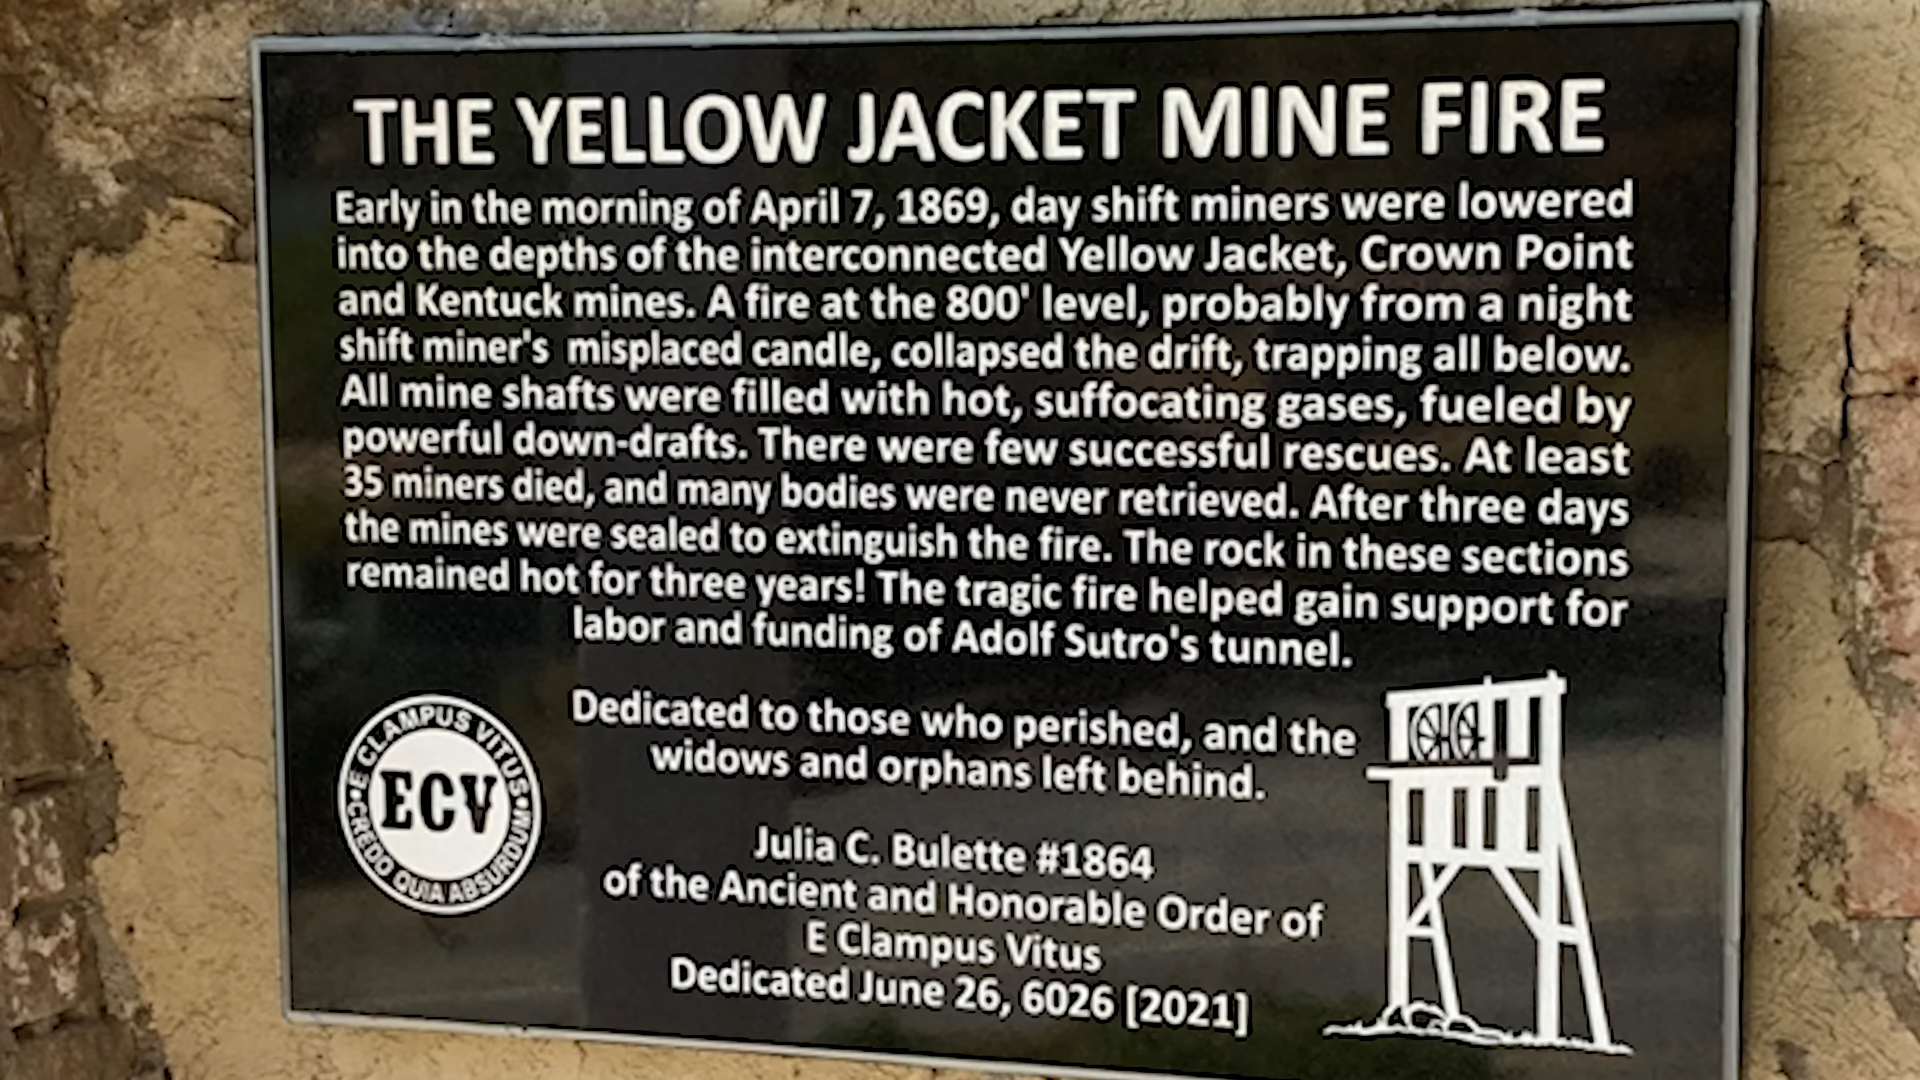 THE YELLOW JACKET MINE FIRE
Early in the morning of April 7, 1869, day shift miners were lowered
into the depths of the interconnected Yellow Jacket, Crown Point
and Kentuck mines. A fire at the 800' level, probably from a night
shift miner's misplaced candle, collapsed the drift, trapping all below.
All mine shafts were filled with hot, suffocating gases, fueled by
powerful down-drafts. There were few successful rescues. At least
35 miners died, and many bodies were never retrieved. After three days
the mines were sealed to extinguish the fire. The rock in these sections
remained hot for three years! The tragic fire helped gain support for
labor and funding of Adolf Sutro's tunnel.
Dedicated to those who perished, and the
widows and orphans left behind.
E CLAMPUS VITUS
ECV
CREDO QUIA ABSURDUM
Julia C. Bulette #1864
of the Ancient and Honorable Order of
E Clampus Vitus
Dedicated June 26, 6026 [2021]